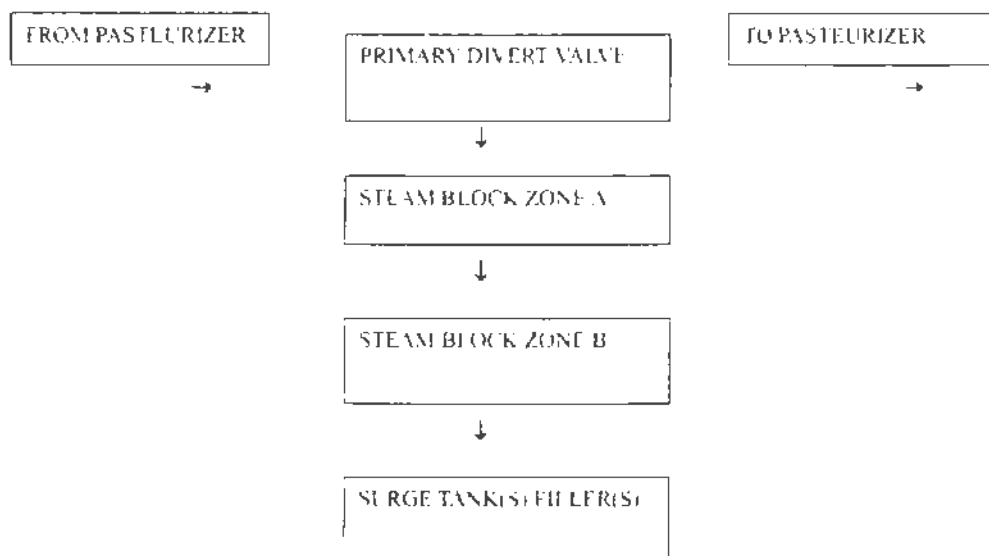 FROM PASTEURIZER
PRIMARY DIVERT VALVE
TO PASTEURIZER
→
→
↓
STEAM BLOCK ZONE A
↓
STEAM BLOCK ZONE B
↓
SURGE TANK(S) FILLER(S)